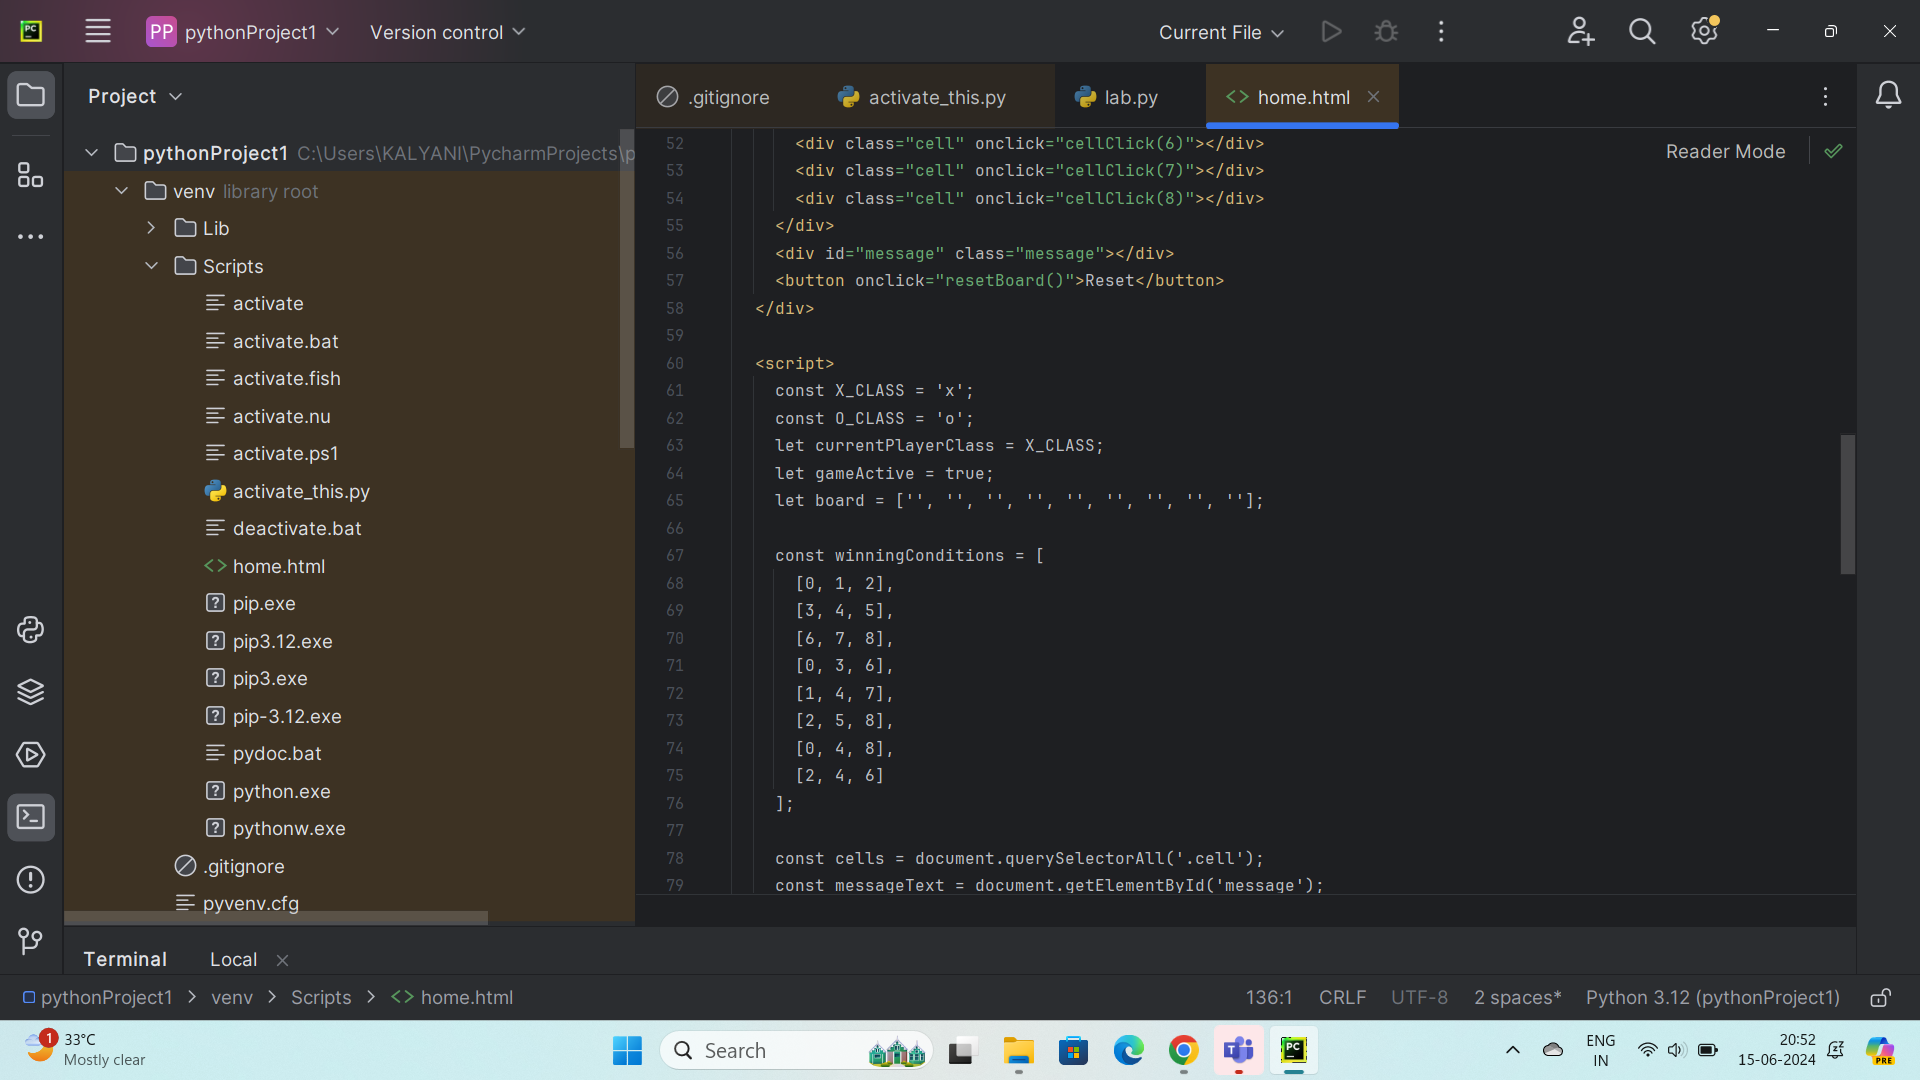 PC
PP pythonProject1
Version control
Current File
Project
.gitignore
activate_this.py
lab.py
<> home.html
pythonProject1 C:\Users\KALYANI\PycharmProjects\p
venv library root
Lib
Scripts
activate
activate.bat
activate.fish
activate.nu
activate.ps1
activate_this.py
deactivate.bat
<> home.html
? pip.exe
? pip3.12.exe
? pip3.exe
? pip-3.12.exe
pydoc.bat
? python.exe
? pythonw.exe
.gitignore
pyvenv.cfg
Reader Mode
52 <div class="cell" onclick="cellClick(6)"></div>
53 <div class="cell" onclick="cellClick(7)"></div>
54 <div class="cell" onclick="cellClick(8)"></div>
55 </div>
56 <div id="message" class="message"></div>
57 <button onclick="resetBoard()">Reset</button>
58 </div>
59
60 <script>
61 const X_CLASS = 'x';
62 const O_CLASS = 'o';
63 let currentPlayerClass = X_CLASS;
64 let gameActive = true;
65 let board = ['', '', '', '', '', '', '', '', ''];
66
67 const winningConditions = [
68 [0, 1, 2],
69 [3, 4, 5],
70 [6, 7, 8],
71 [0, 3, 6],
72 [1, 4, 7],
73 [2, 5, 8],
74 [0, 4, 8],
75 [2, 4, 6]
76 ];
77
78 const cells = document.querySelectorAll('.cell');
79 const messageText = document.getElementById('message');
Terminal
Local
pythonProject1 > venv > Scripts > <> home.html
136:1
CRLF
UTF-8
2 spaces*
Python 3.12 (pythonProject1)
1
33°C
Mostly clear
Search
T
PC
ENG
IN
20:52
15-06-2024
PRE